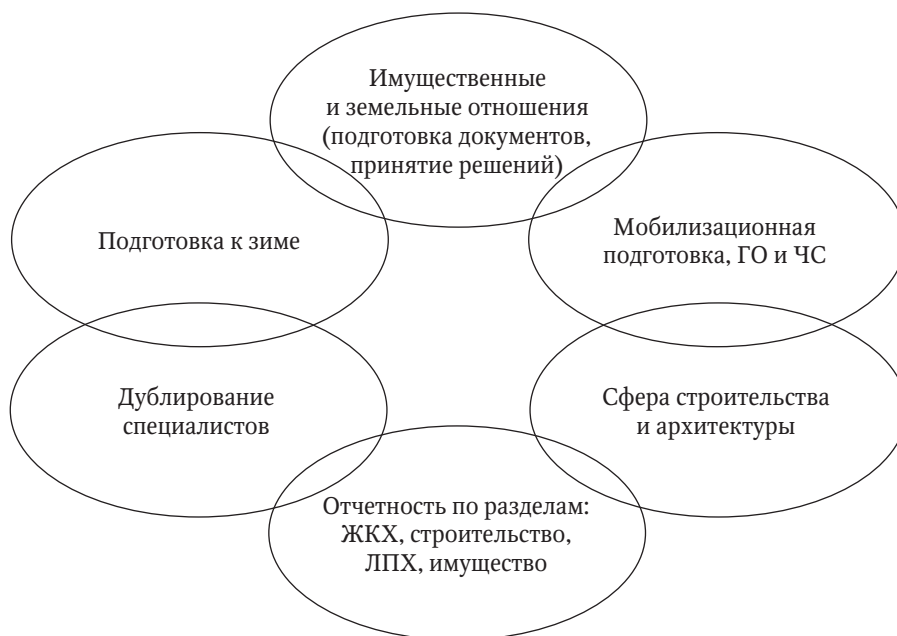 Имущественные
и земельные отношения
(подготовка документов,
принятие решений)
Подготовка к зиме
Мобилизационная
подготовка, ГО и ЧС
Дублирование
специалистов
Сфера строительства
и архитектуры
Отчетность по разделам:
ЖКХ, строительство,
ЛПХ, имущество